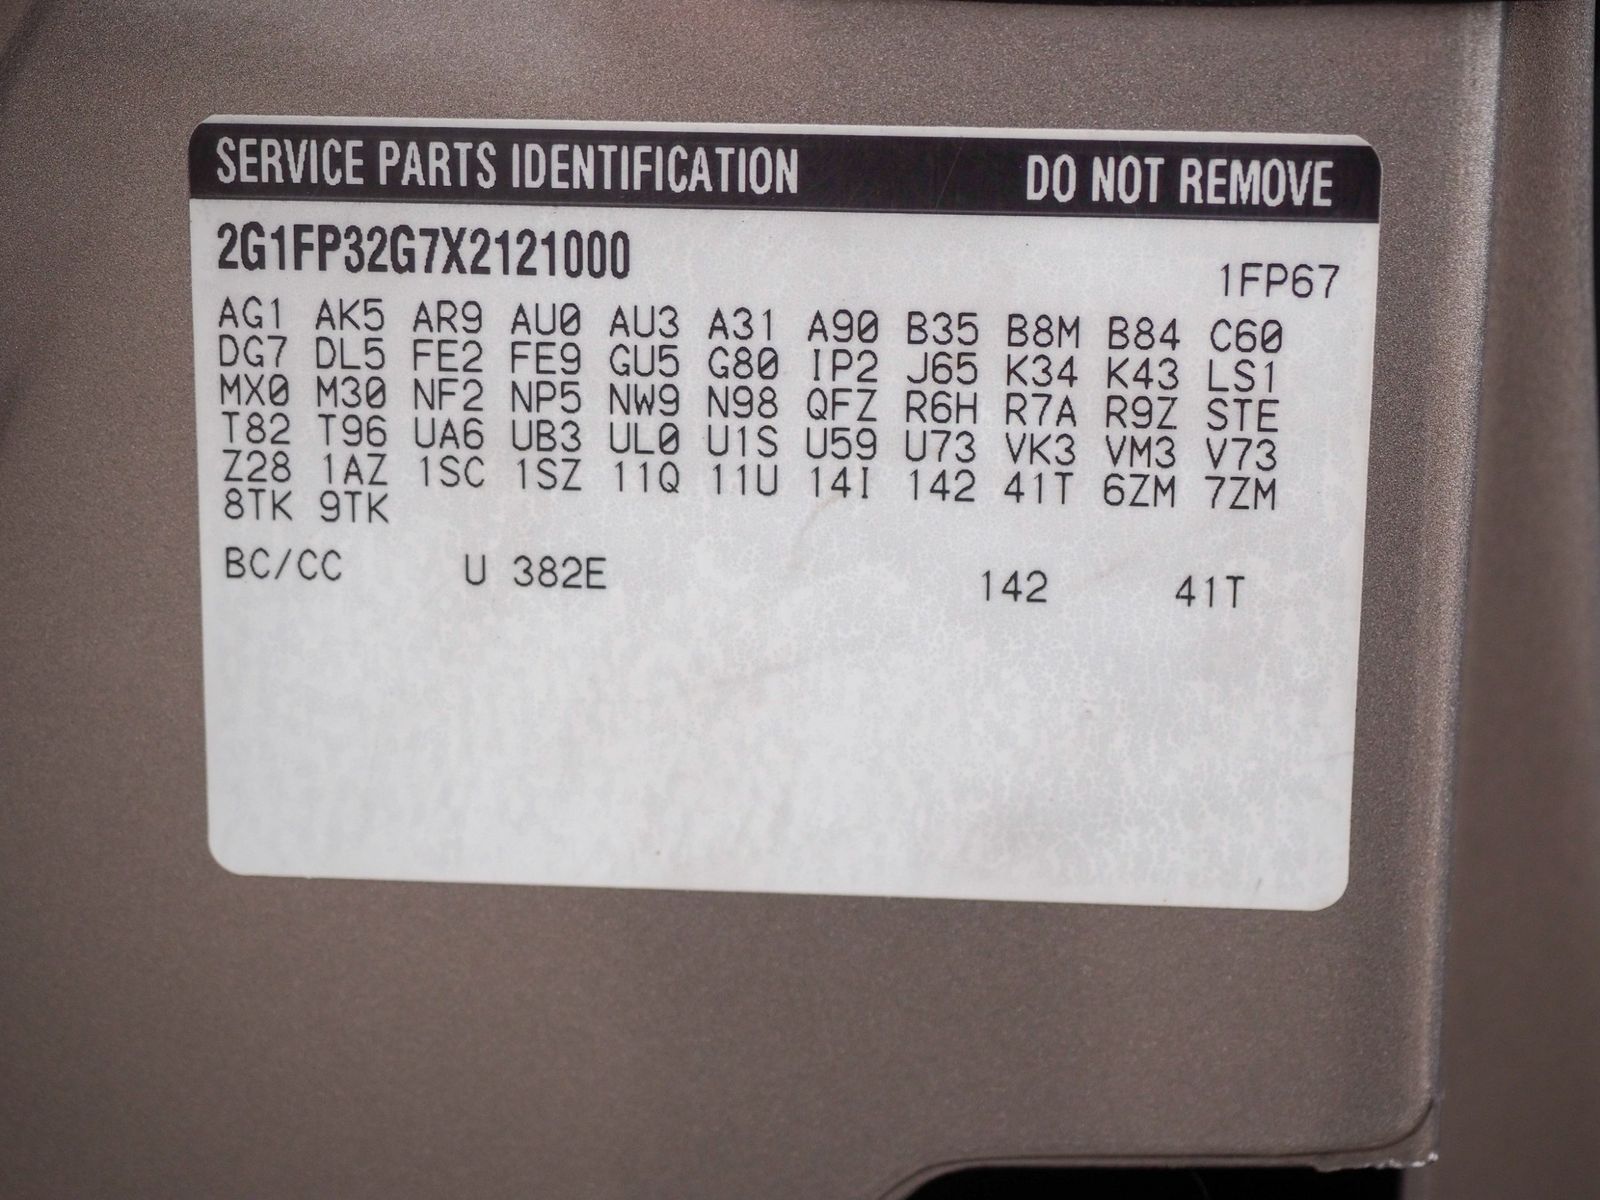 SERVICE PARTS IDENTIFICATION DO NOT REMOVE
2G1FP32G7X2121000 1FP67
AG1 AK5 AR9 AU0 AU3 A31 A90 B35 B8M B84 C60
DG7 DL5 FE2 FE9 GU5 G80 IP2 J65 K34 K43 LS1
MX0 M30 NF2 NP5 NW9 N98 QFZ R6H R7A R9Z STE
T82 T96 UA6 UB3 UL0 U1S U59 U73 VK3 VM3 V73
Z28 1AZ 1SC 1SZ 11Q 11U 14I 142 41T 6ZM 7ZM
8TK 9TK
BC/CC U 382E 142 41T